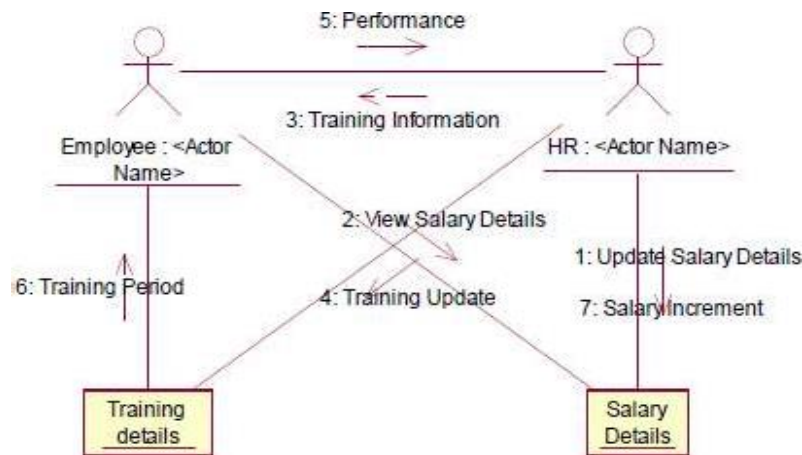 5: Performance
3: Training Information
Employee : <Actor
Name>
HR : <Actor Name>
2: View Salary Details
1: Update Salary Details
6: Training Period
4: Training Update
7: Salary Increment
Training
details
Salary
Details